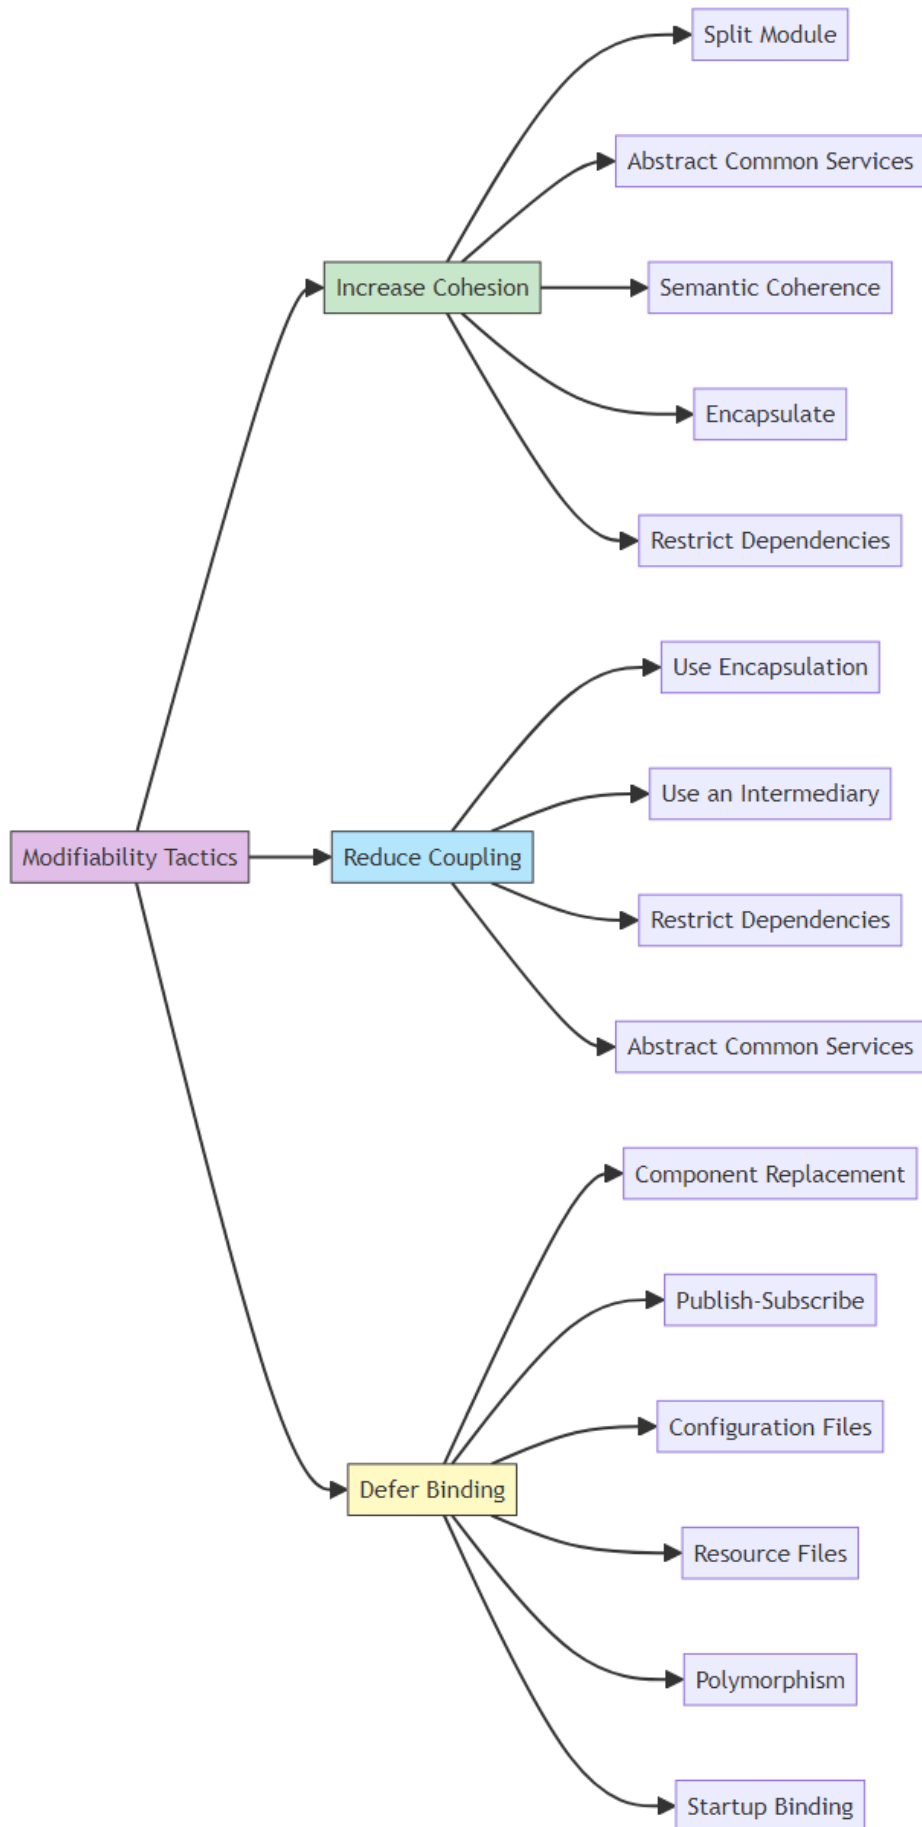 Split Module
Abstract Common Services
Increase Cohesion
Semantic Coherence
Encapsulate
Restrict Dependencies
Use Encapsulation
Use an Intermediary
Modifiability Tactics
Reduce Coupling
Restrict Dependencies
Abstract Common Services
Component Replacement
Publish-Subscribe
Configuration Files
Defer Binding
Resource Files
Polymorphism
Startup Binding